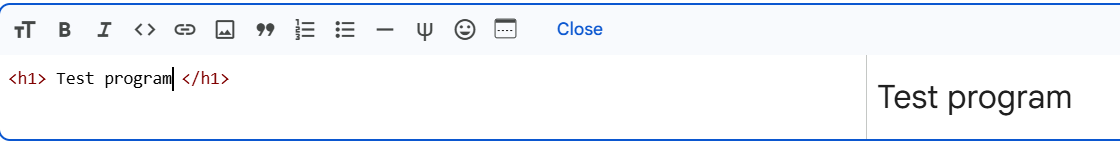 Close
<h1> Test program </h1>
Test program